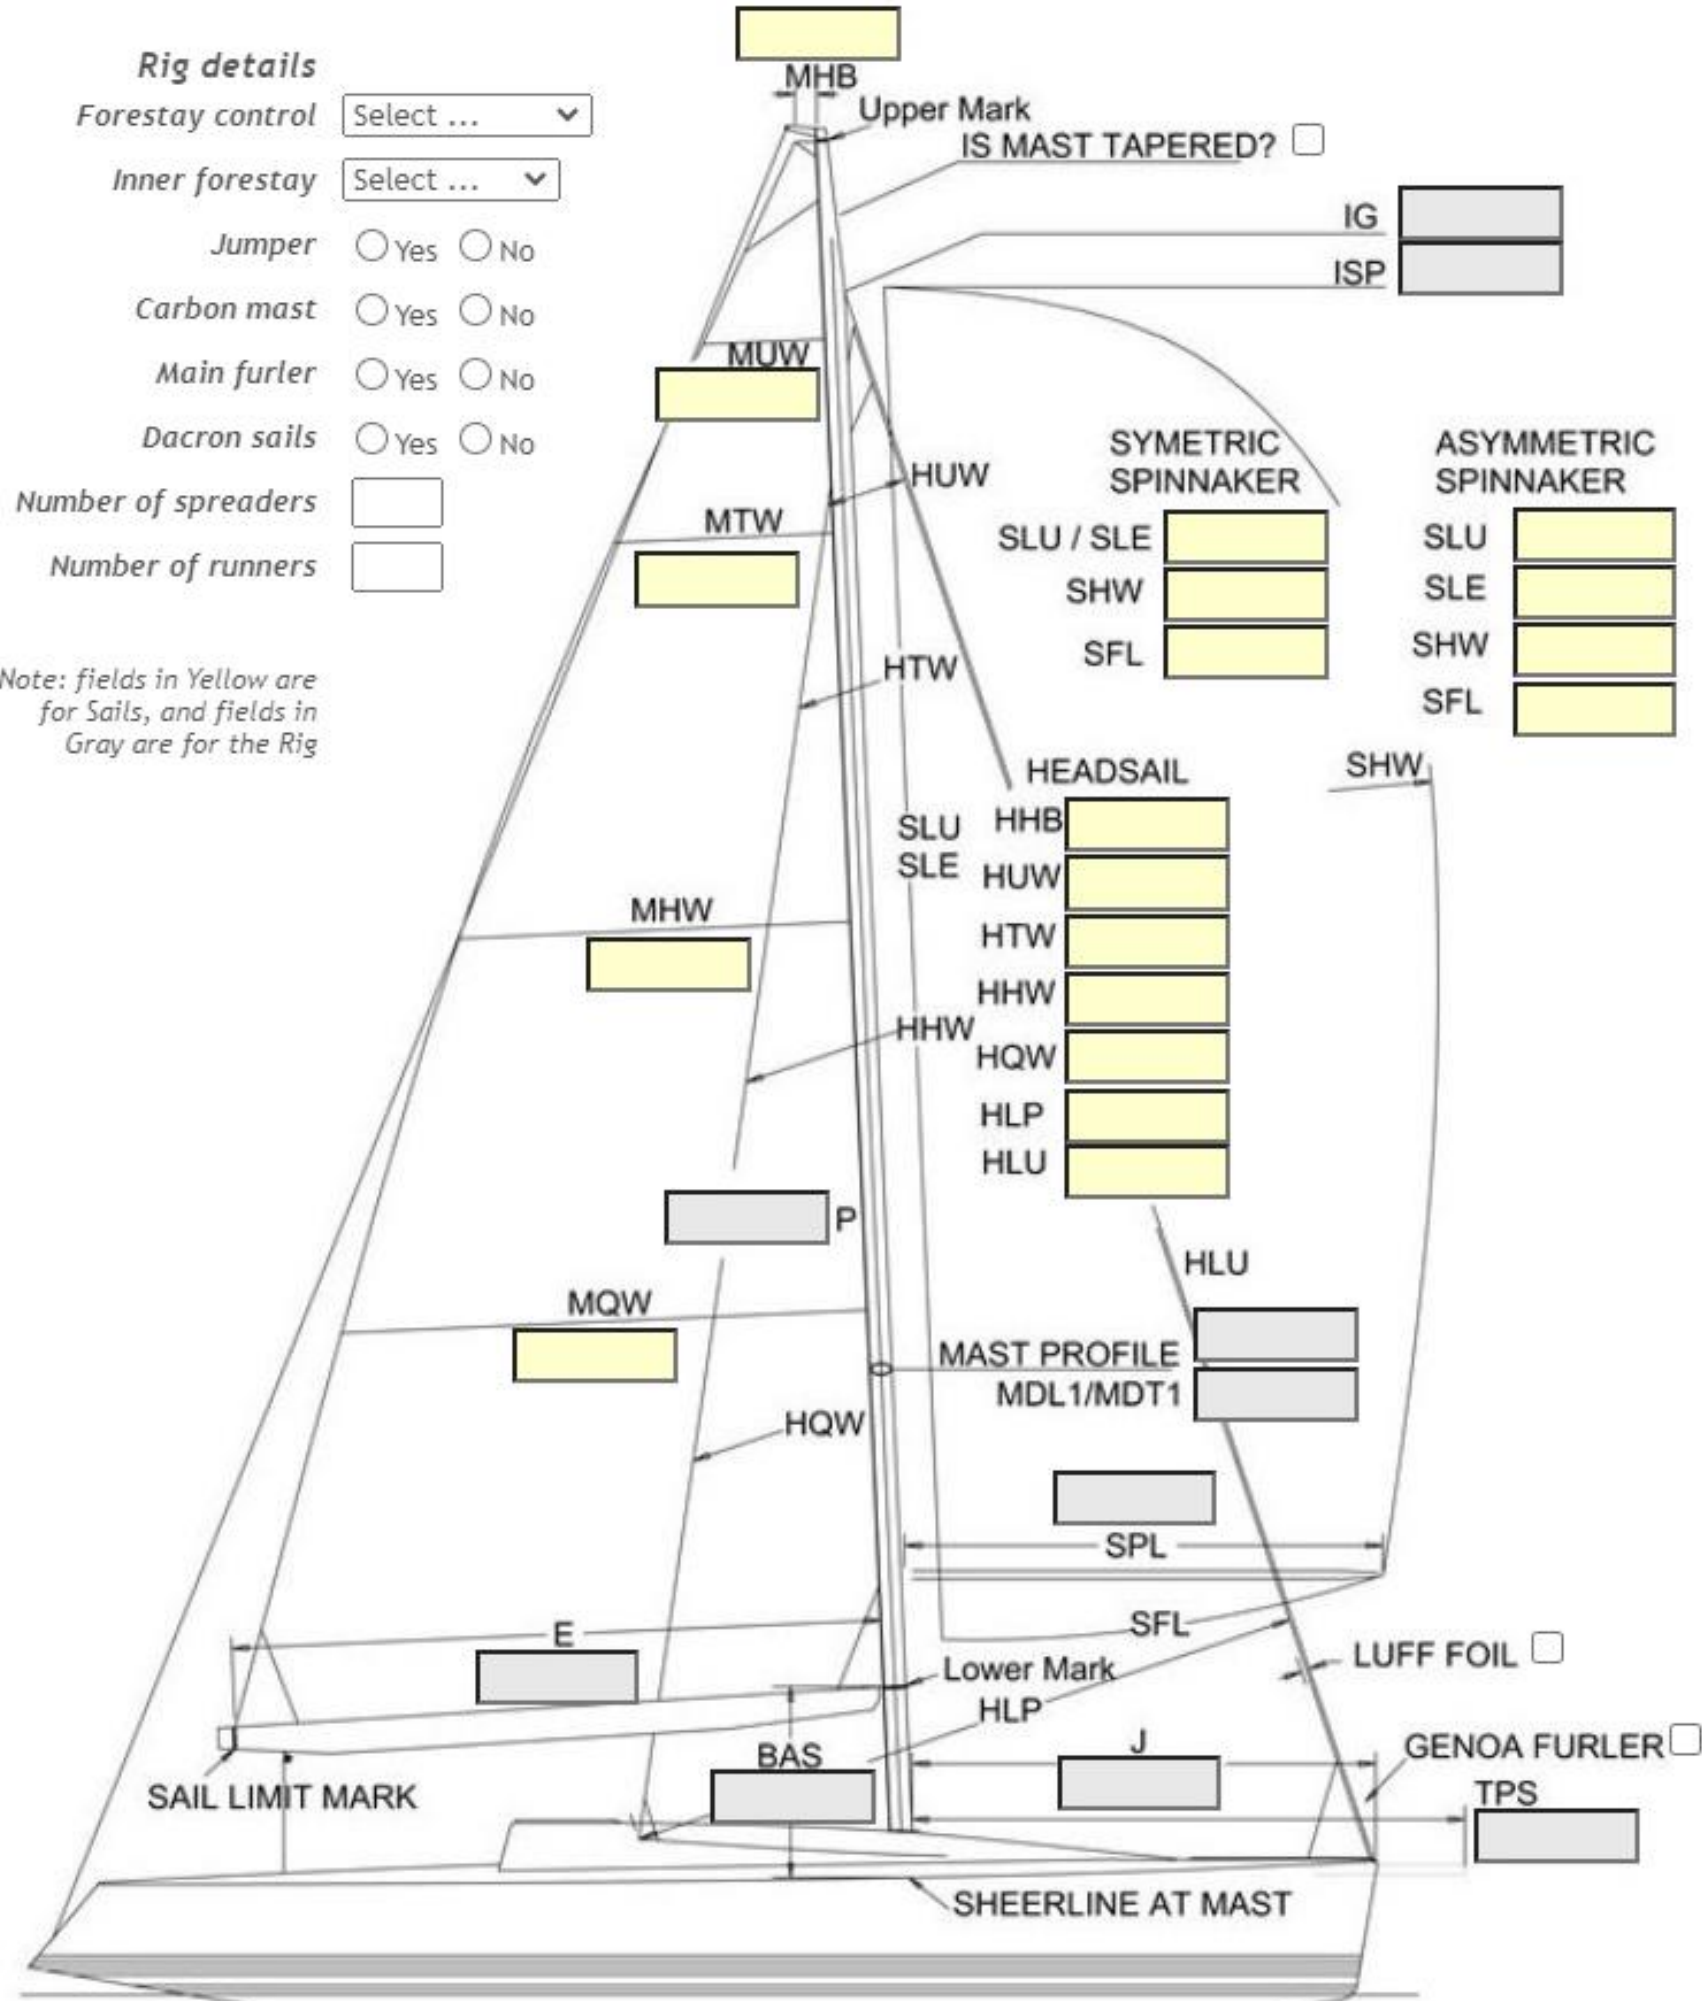 MHB
Rig details
Upper Mark
Forestay control Select ...
IS MAST TAPERED?
Inner forestay Select ...
IG
Jumper Yes No
ISP
Carbon mast Yes No
MUW
Main furler Yes No
Dacron sails Yes No
SYMETRIC
SPINNAKER
ASYMMETRIC
SPINNAKER
HUW
Number of spreaders
MTW
SLU / SLE
SLU
Number of runners
SHW
SLE
SFL
SHW
SFL
HTW
Note: fields in Yellow are
for Sails, and fields in
Gray are for the Rig
SHW
HEADSAIL
SLU
SLE
HHB
HUW
MHW
HTW
HHW
HHW
HQW
HLP
HLU
P
HLU
MQW
MAST PROFILE
MDL1/MDT1
HQW
SPL
SFL
E
LUFF FOIL
Lower Mark
HLP
J
GENOA FURLER
BAS
TPS
SAIL LIMIT MARK
SHEERLINE AT MAST